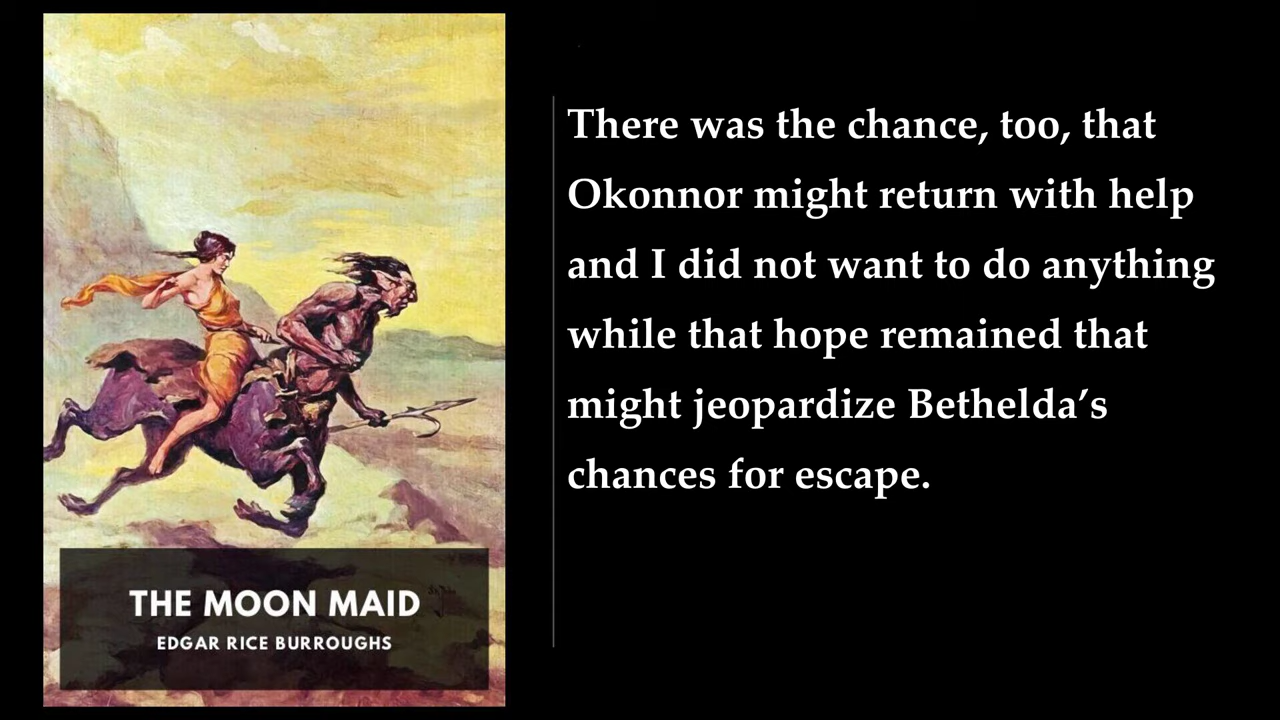 There was the chance, too, that
Okonnor might return with help
and I did not want to do anything
while that hope remained that
might jeopardize Bethelda’s
chances for escape.
THE MOON MAID
EDGAR RICE BURROUGHS